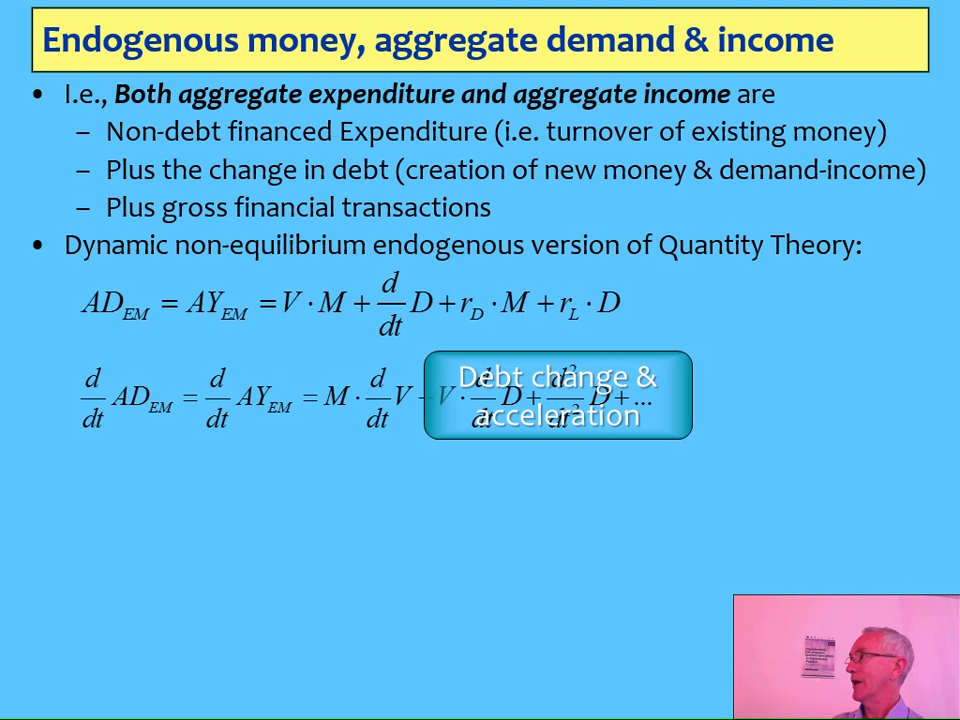 Endogenous money, aggregate demand & income
• I.e., Both aggregate expenditure and aggregate income are
– Non-debt financed Expenditure (i.e. turnover of existing money)
– Plus the change in debt (creation of new money & demand-income)
– Plus gross financial transactions
• Dynamic non-equilibrium endogenous version of Quantity Theory:
AD_EM = AY_EM = V · M + d/dt D + r_D · M + r_L · D
d/dt AD_EM = d/dt AY_EM = M · d/dt V + V · d/dt D + d²/dt² D + ...
Debt change &
acceleration